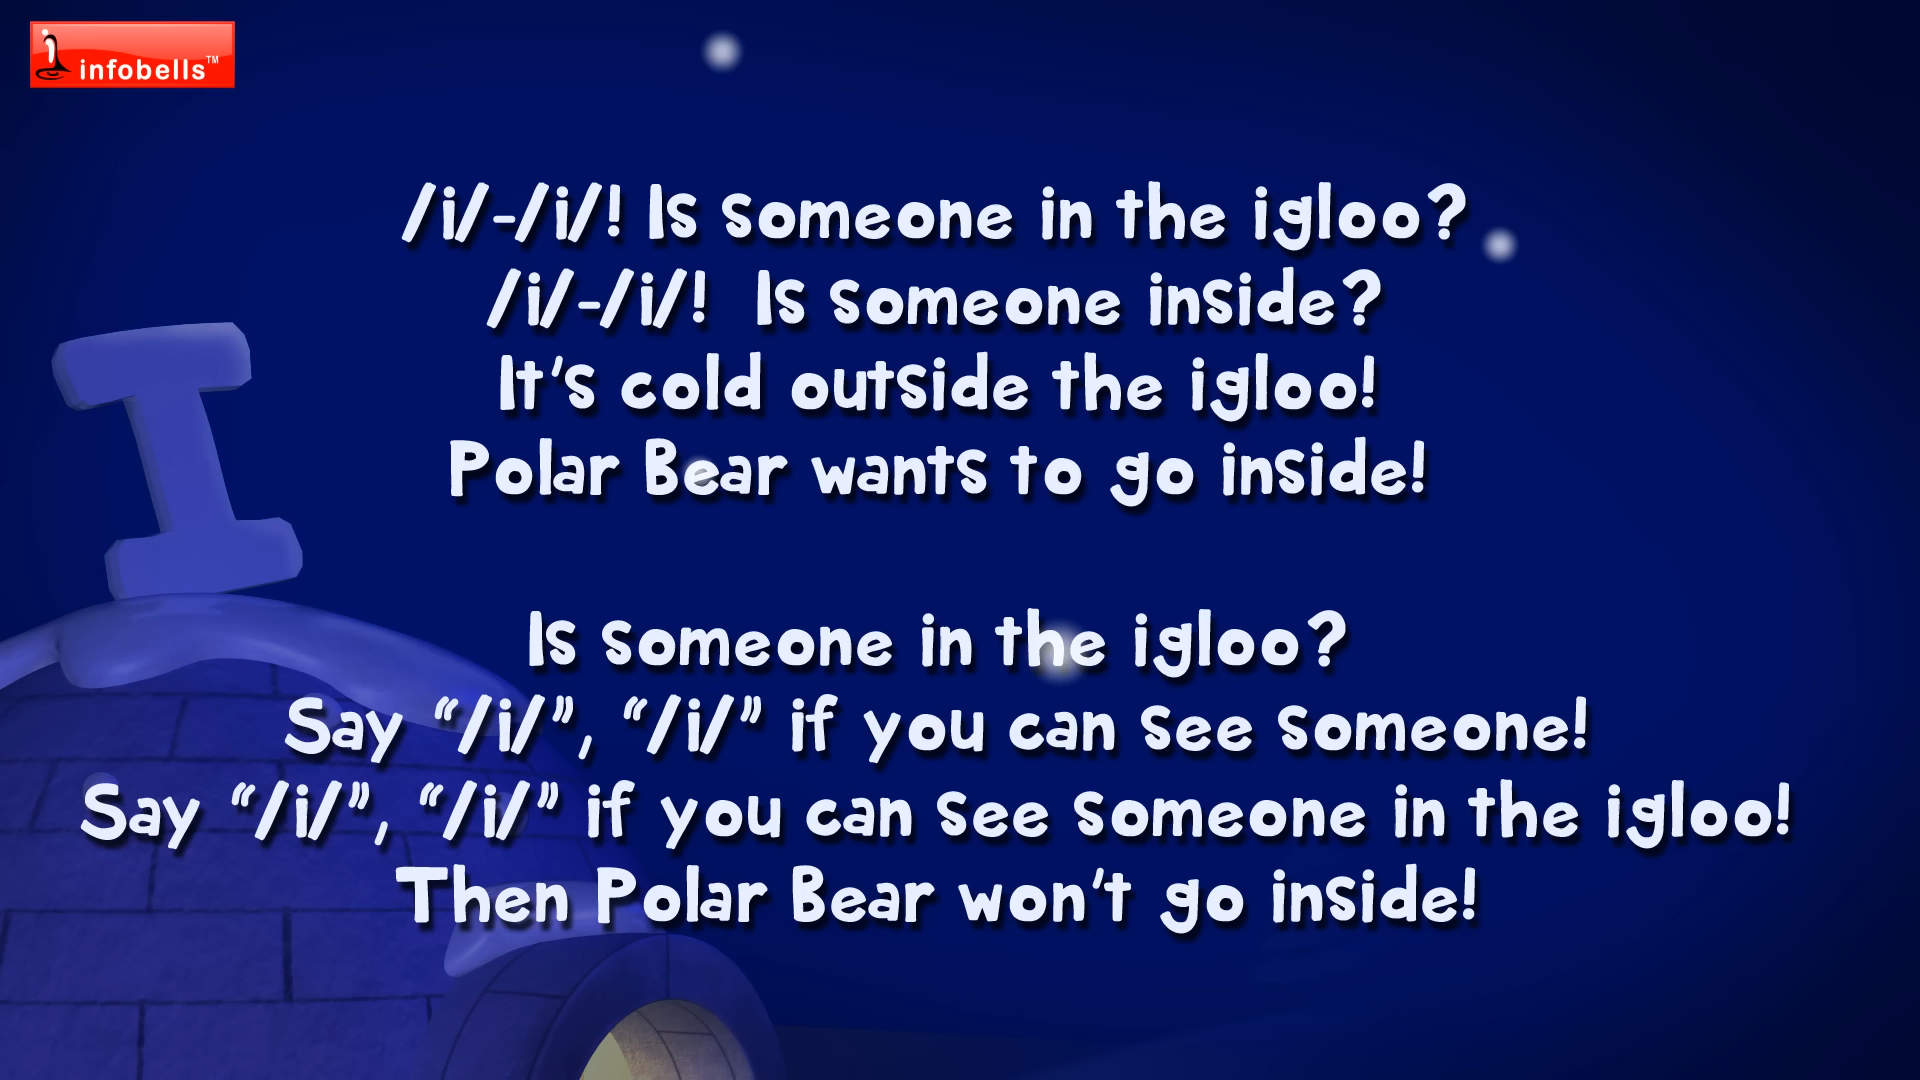 infobells™
/i/-/i/! Is someone in the igloo?
/i/-/i/!  Is someone inside?
It's cold outside the igloo!
Polar Bear wants to go inside!
I
Is someone in the igloo?
Say “/i/”, “/i/” if you can see someone!
Say “/i/”, “/i/” if you can see someone in the igloo!
Then Polar Bear won't go inside!